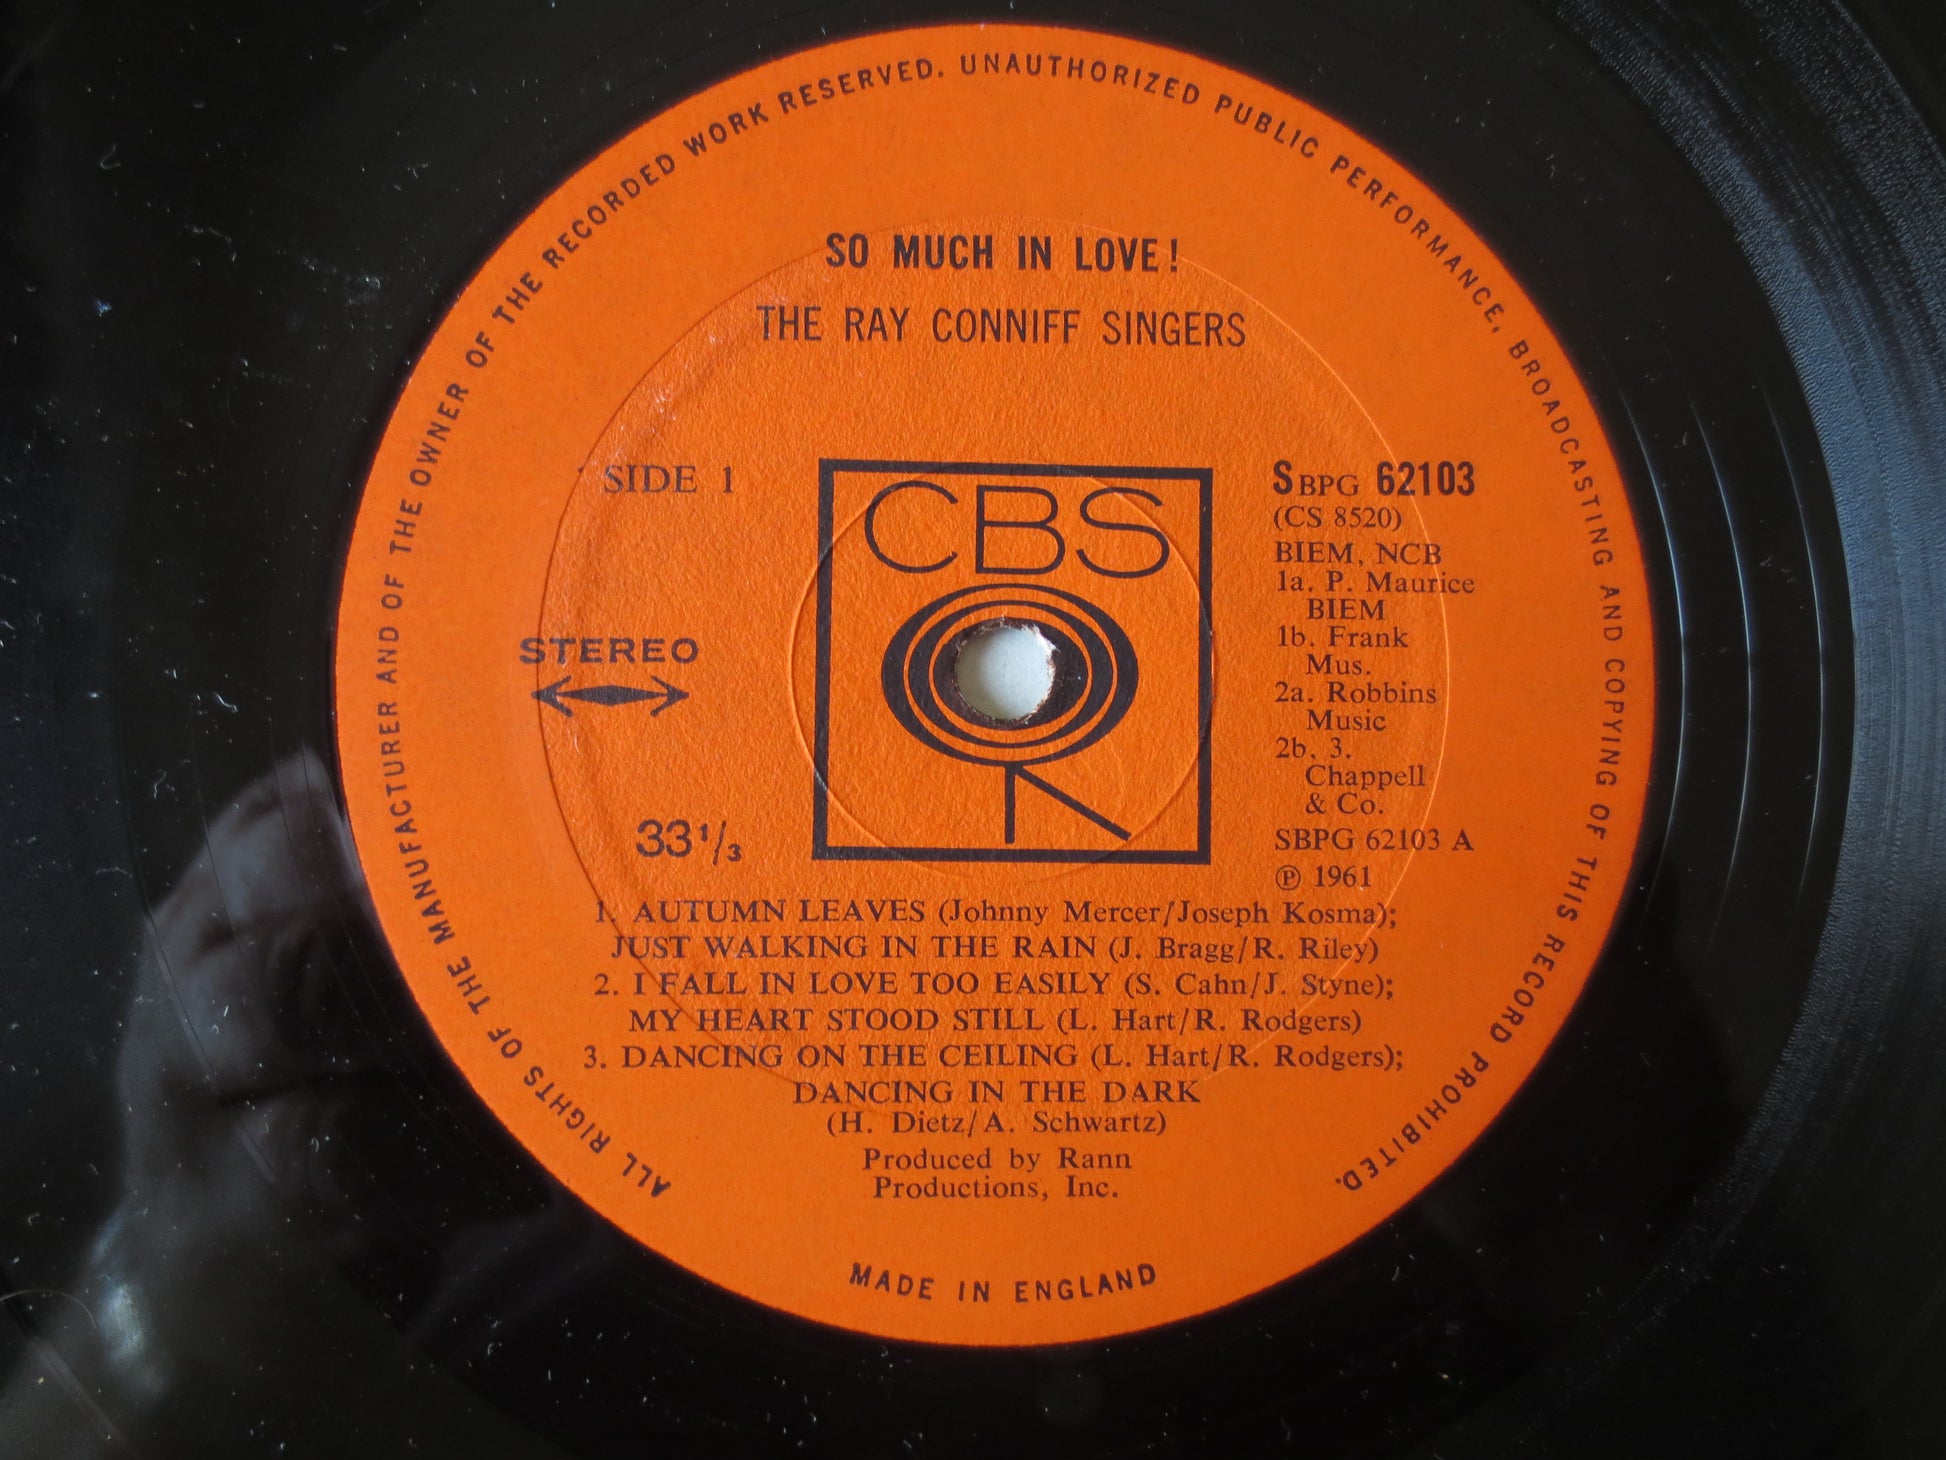 ALL RIGHTS OF THE MANUFACTURER AND OF THE OWNER OF THE RECORDED WORK RESERVED. UNAUTHORIZED PUBLIC PERFORMANCE, BROADCASTING AND COPYING OF THIS RECORD PROHIBITED.
SO MUCH IN LOVE!
THE RAY CONNIFF SINGERS
SIDE 1
STEREO
33 1/3
CBS
SBPG 62103
(CS 8520)
BIEM, NCB
1a. P. Maurice
BIEM
1b. Frank
Mus.
2a. Robbins
Music
2b, 3.
Chappell
& Co.
SBPG 62103 A
℗ 1961
1. AUTUMN LEAVES (Johnny Mercer/Joseph Kosma);
JUST WALKING IN THE RAIN (J. Bragg/R. Riley)
2. I FALL IN LOVE TOO EASILY (S. Cahn/J. Styne);
MY HEART STOOD STILL (L. Hart/R. Rodgers)
3. DANCING ON THE CEILING (L. Hart/R. Rodgers);
DANCING IN THE DARK
(H. Dietz/A. Schwartz)
Produced by Rann
Productions, Inc.
MADE IN ENGLAND